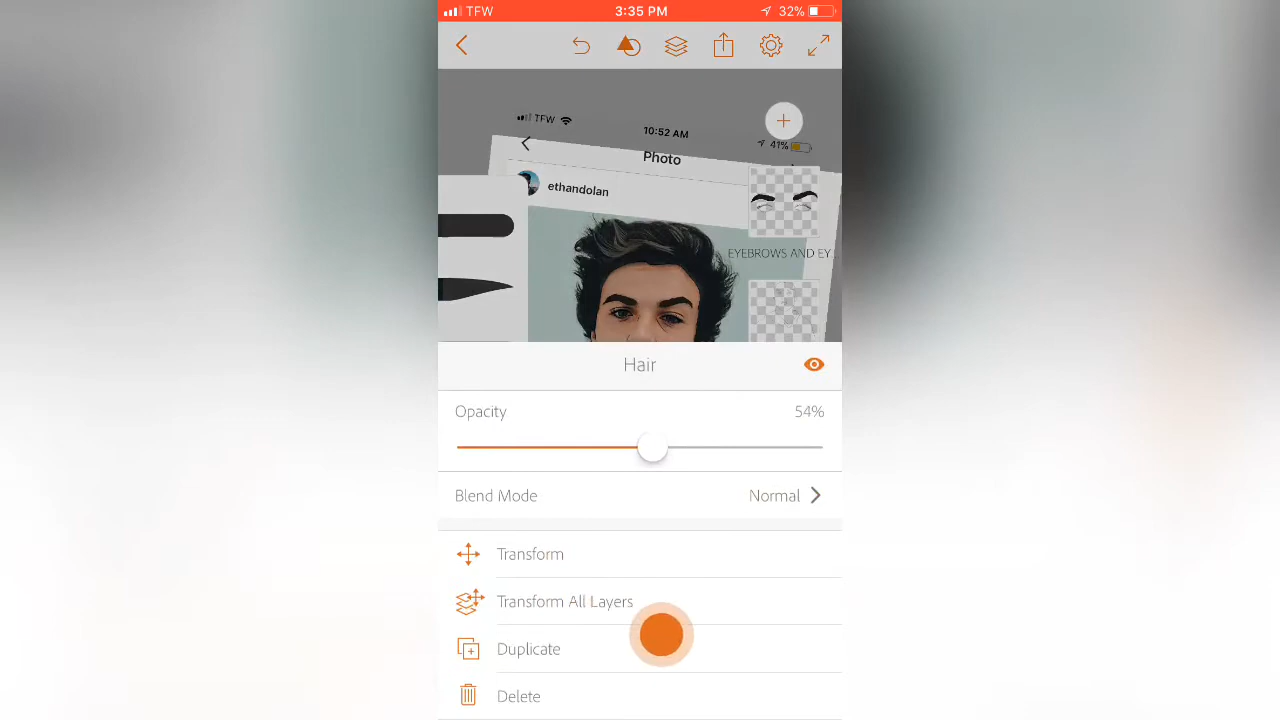 TFW 3:35 PM 32%
TFW 10:52 AM 41%
Photo
ethandolan
EYEBROWS AND EY
Hair
Opacity 54%
Blend Mode Normal
Transform
Transform All Layers
Duplicate
Delete